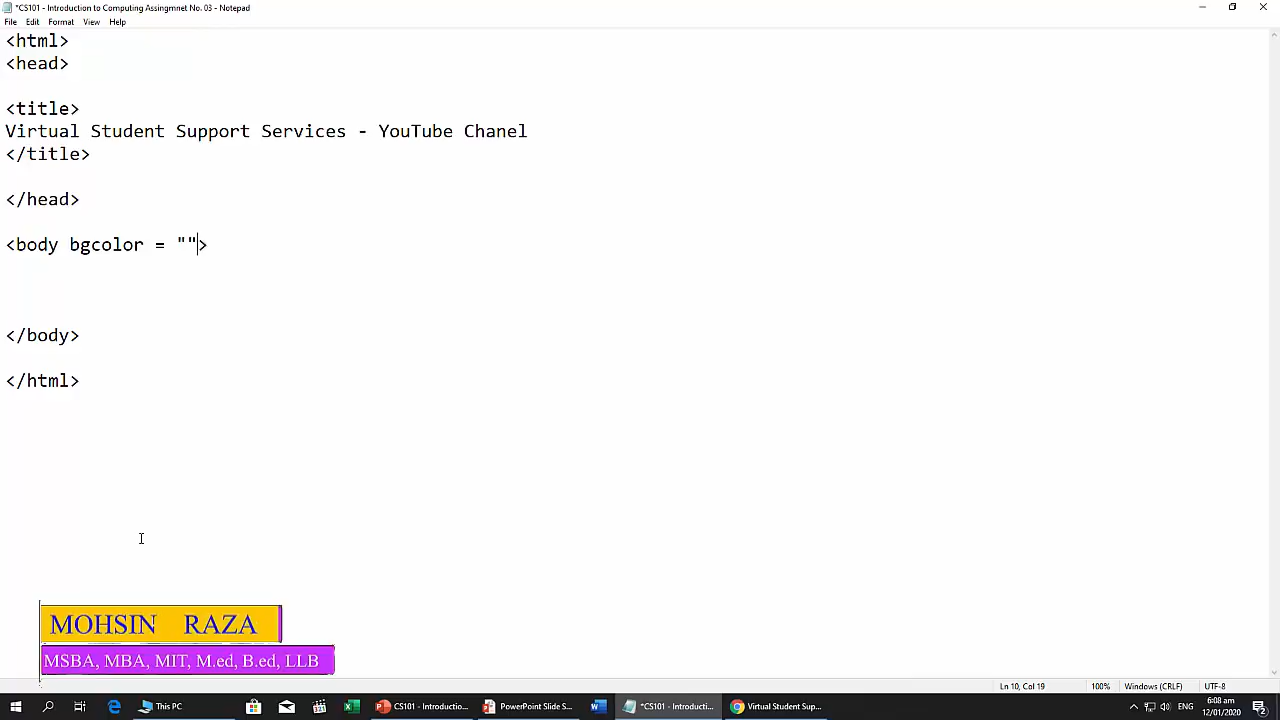 *CS101 - Introduction to Computing Assingmnet No. 03 - Notepad
File Edit Format View Help
<html>
<head>
<title>
Virtual Student Support Services - YouTube Chanel
</title>
</head>
<body bgcolor = "">
</body>
</html>
MOHSIN RAZA
MSBA, MBA, MIT, M.ed, B.ed, LLB
Ln 10, Col 19 100% Windows (CRLF) UTF-8
This PC CS101 - Introductio... PowerPoint Slide S... *CS101 - Introducti... Virtual Student Sup... ENG 6:08 am
12/01/2020 2